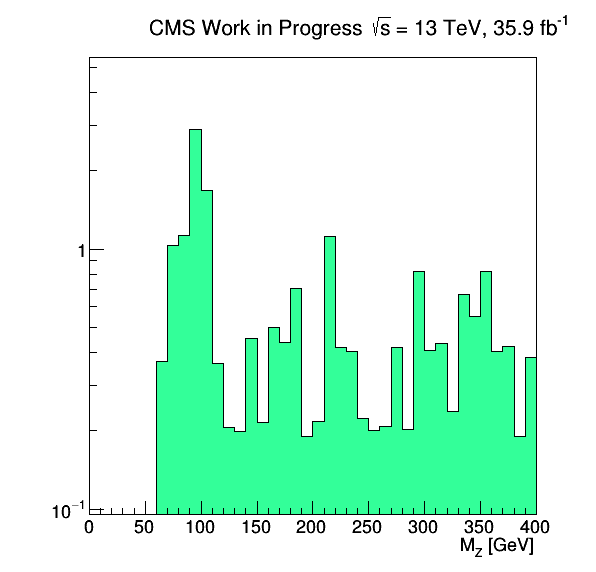 CMS Work in Progress √s = 13 TeV, 35.9 fb⁻¹
1
10⁻¹
0 50 100 150 200 250 300 350 400
M_Z [GeV]